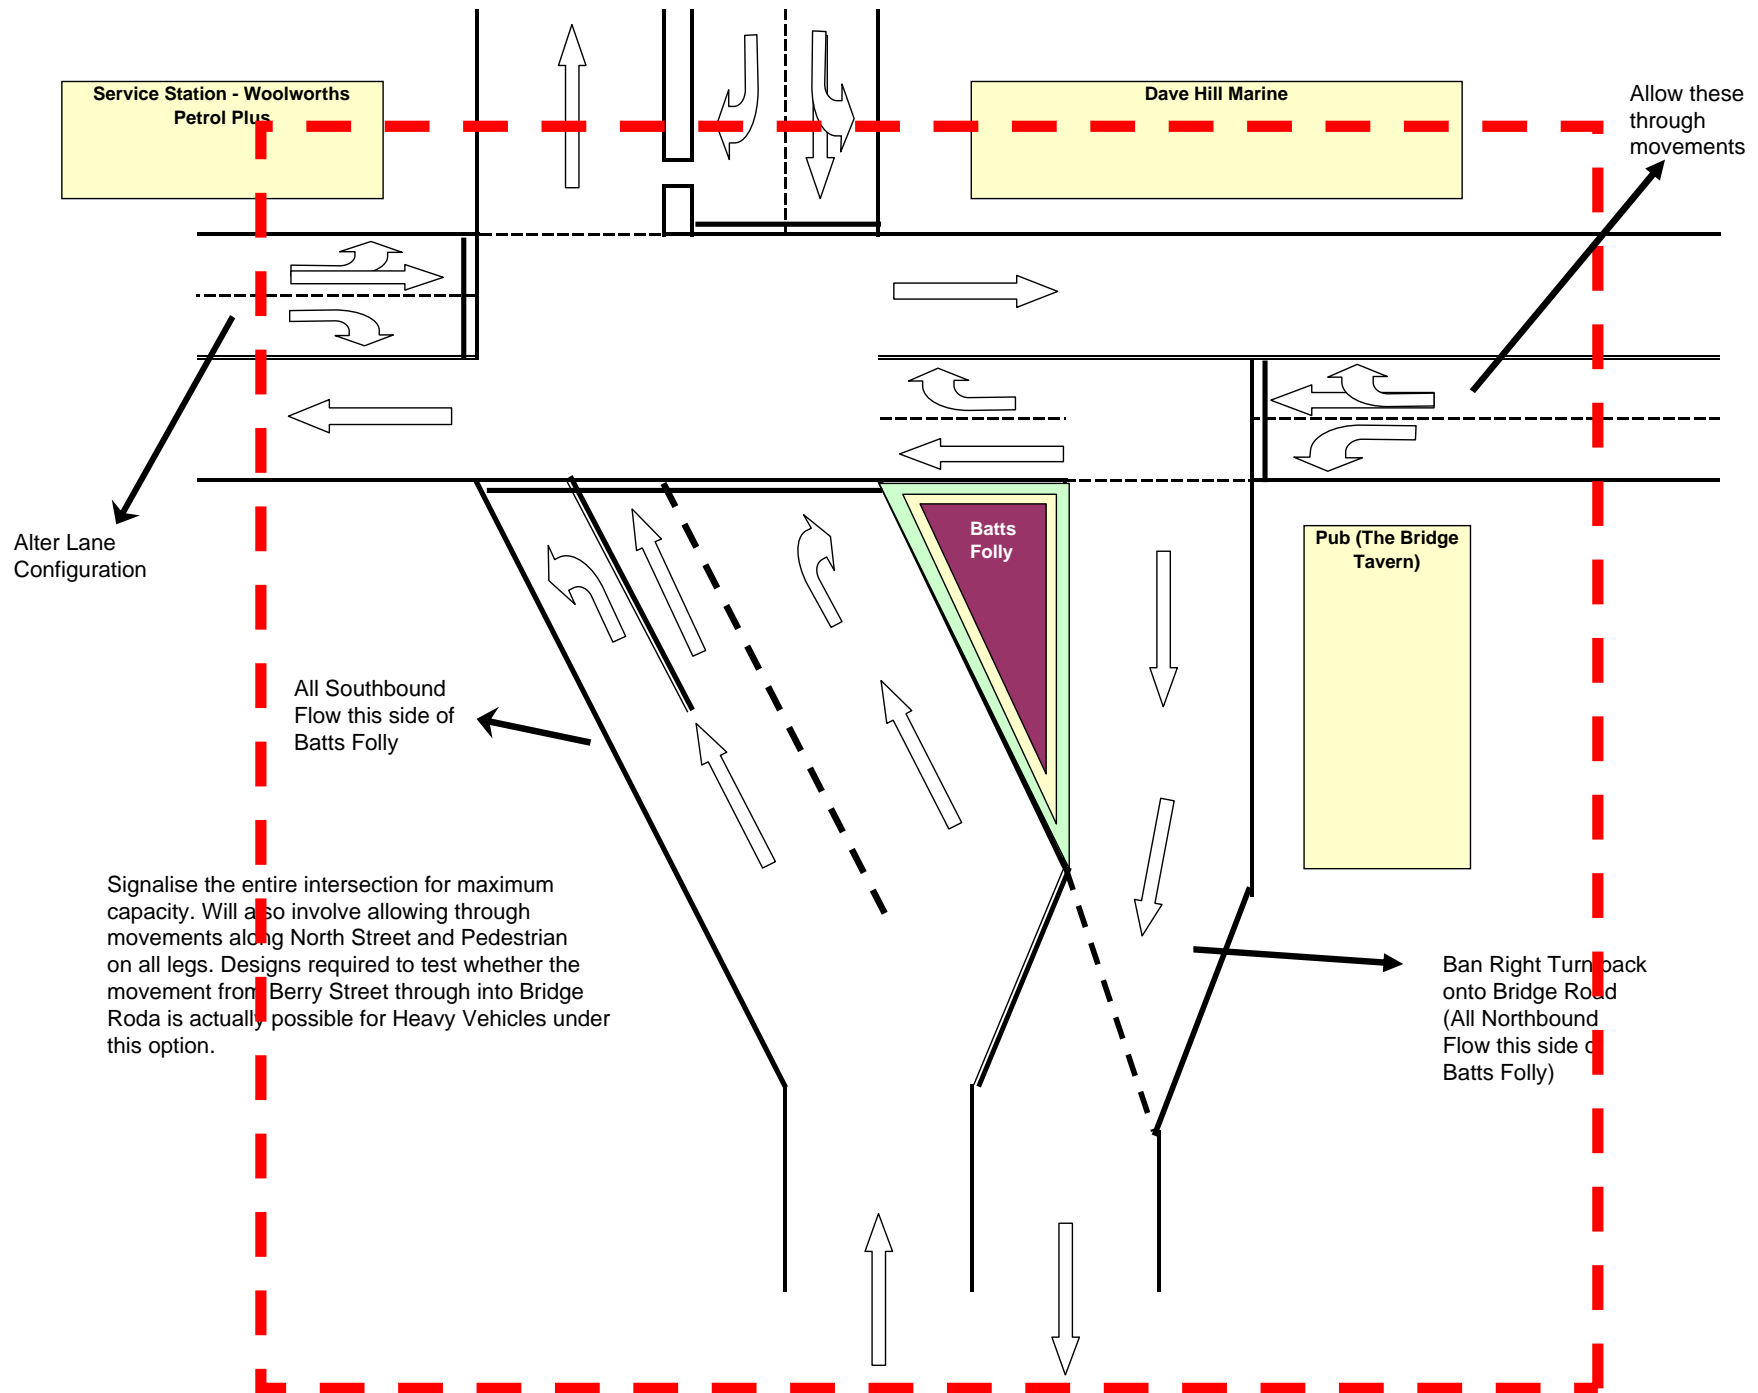 Service Station - Woolworths
Petrol Plus
Dave Hill Marine
Allow these
through
movements
Alter Lane
Configuration
Batts
Folly
Pub (The Bridge
Tavern)
All Southbound
Flow this side of
Batts Folly
Signalise the entire intersection for maximum
capacity. Will also involve allowing through
movements along North Street and Pedestrian
on all legs. Designs required to test whether the
movement from Berry Street through into Bridge
Roda is actually possible for Heavy Vehicles under
this option.
Ban Right Turn back
onto Bridge Road
(All Northbound
Flow this side of
Batts Folly)